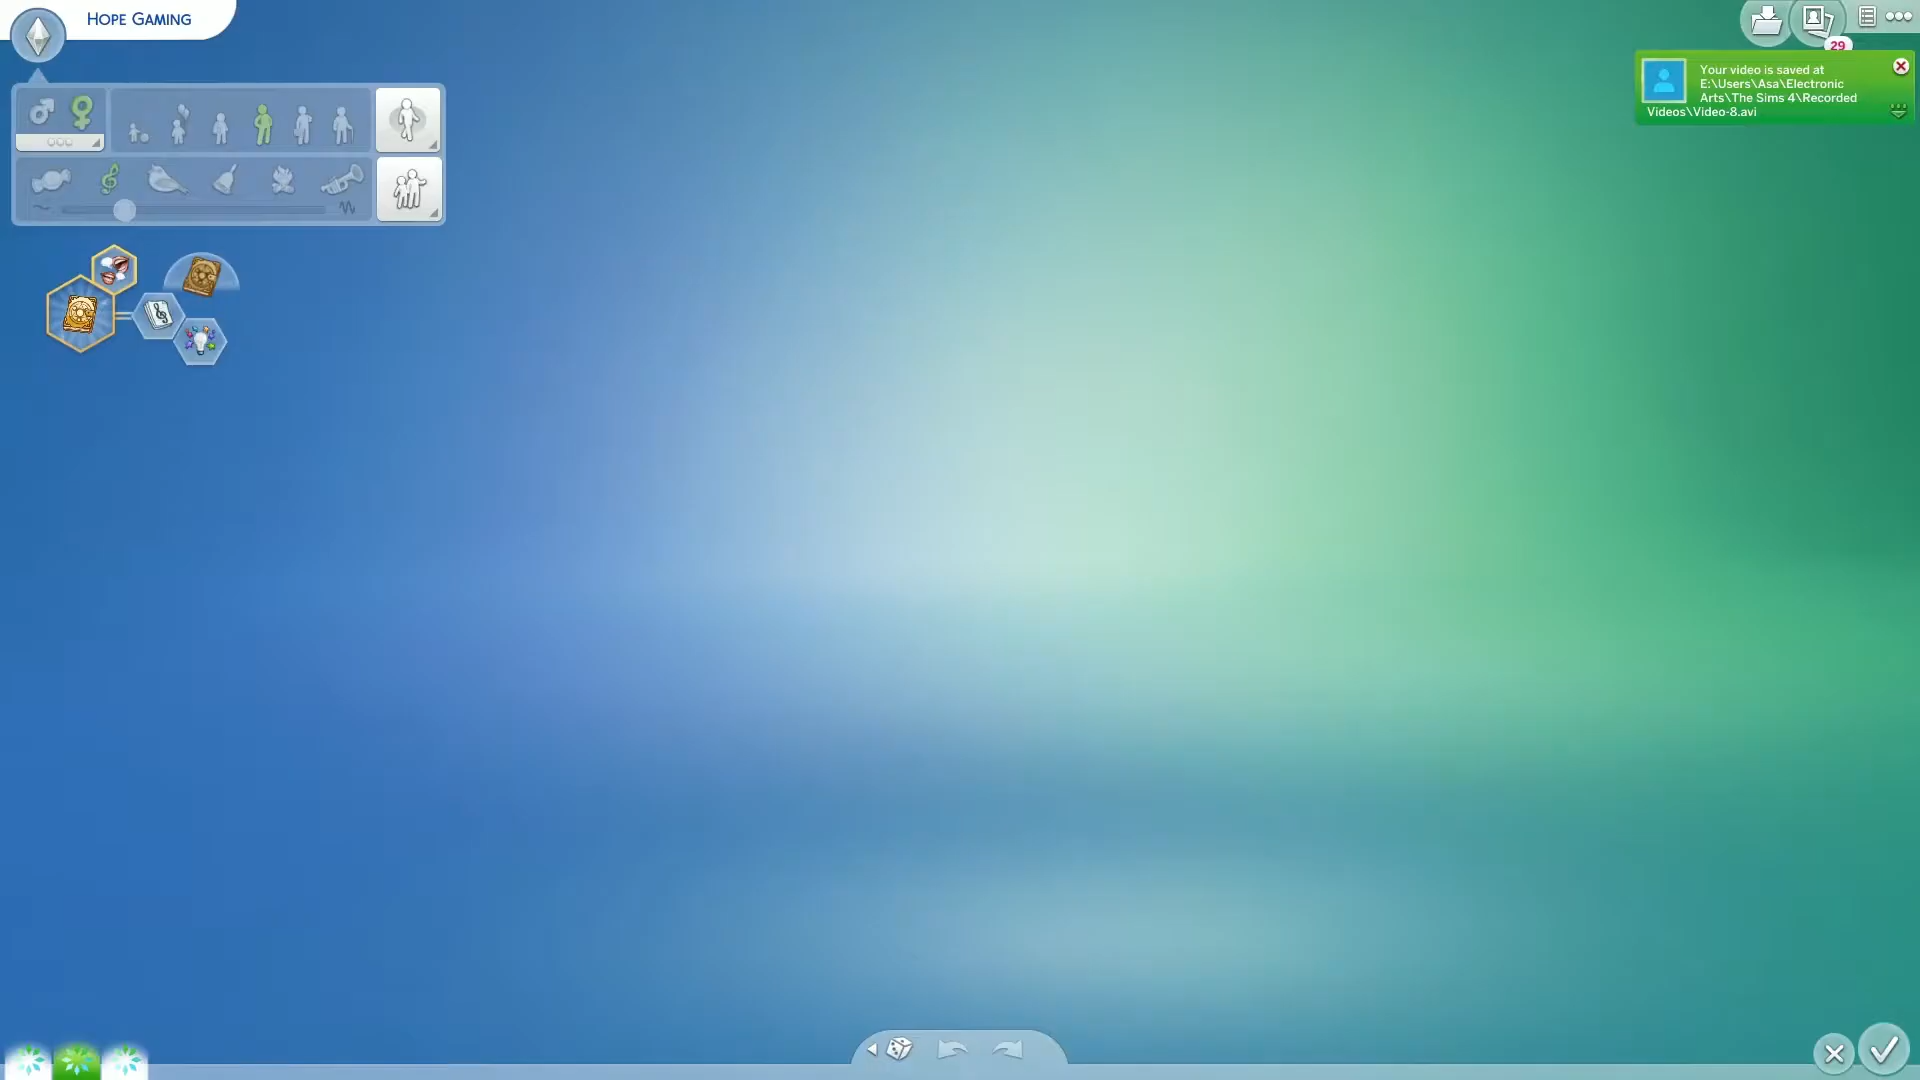 Hope Gaming
29
Your video is saved at
E:\Users\Asa\Electronic
Arts\The Sims 4\Recorded
Videos\Video-8.avi